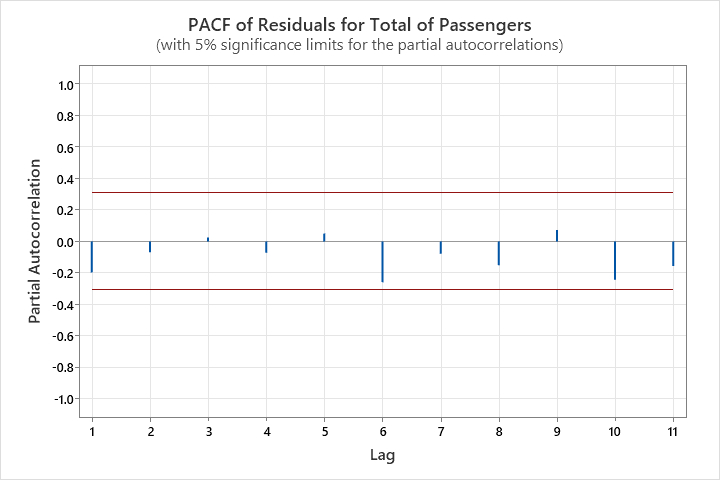 PACF of Residuals for Total of Passengers
(with 5% significance limits for the partial autocorrelations)
1.0
0.8
0.6
0.4
0.2
0.0
-0.2
-0.4
-0.6
-0.8
-1.0
Partial Autocorrelation
1 2 3 4 5 6 7 8 9 10 11
Lag